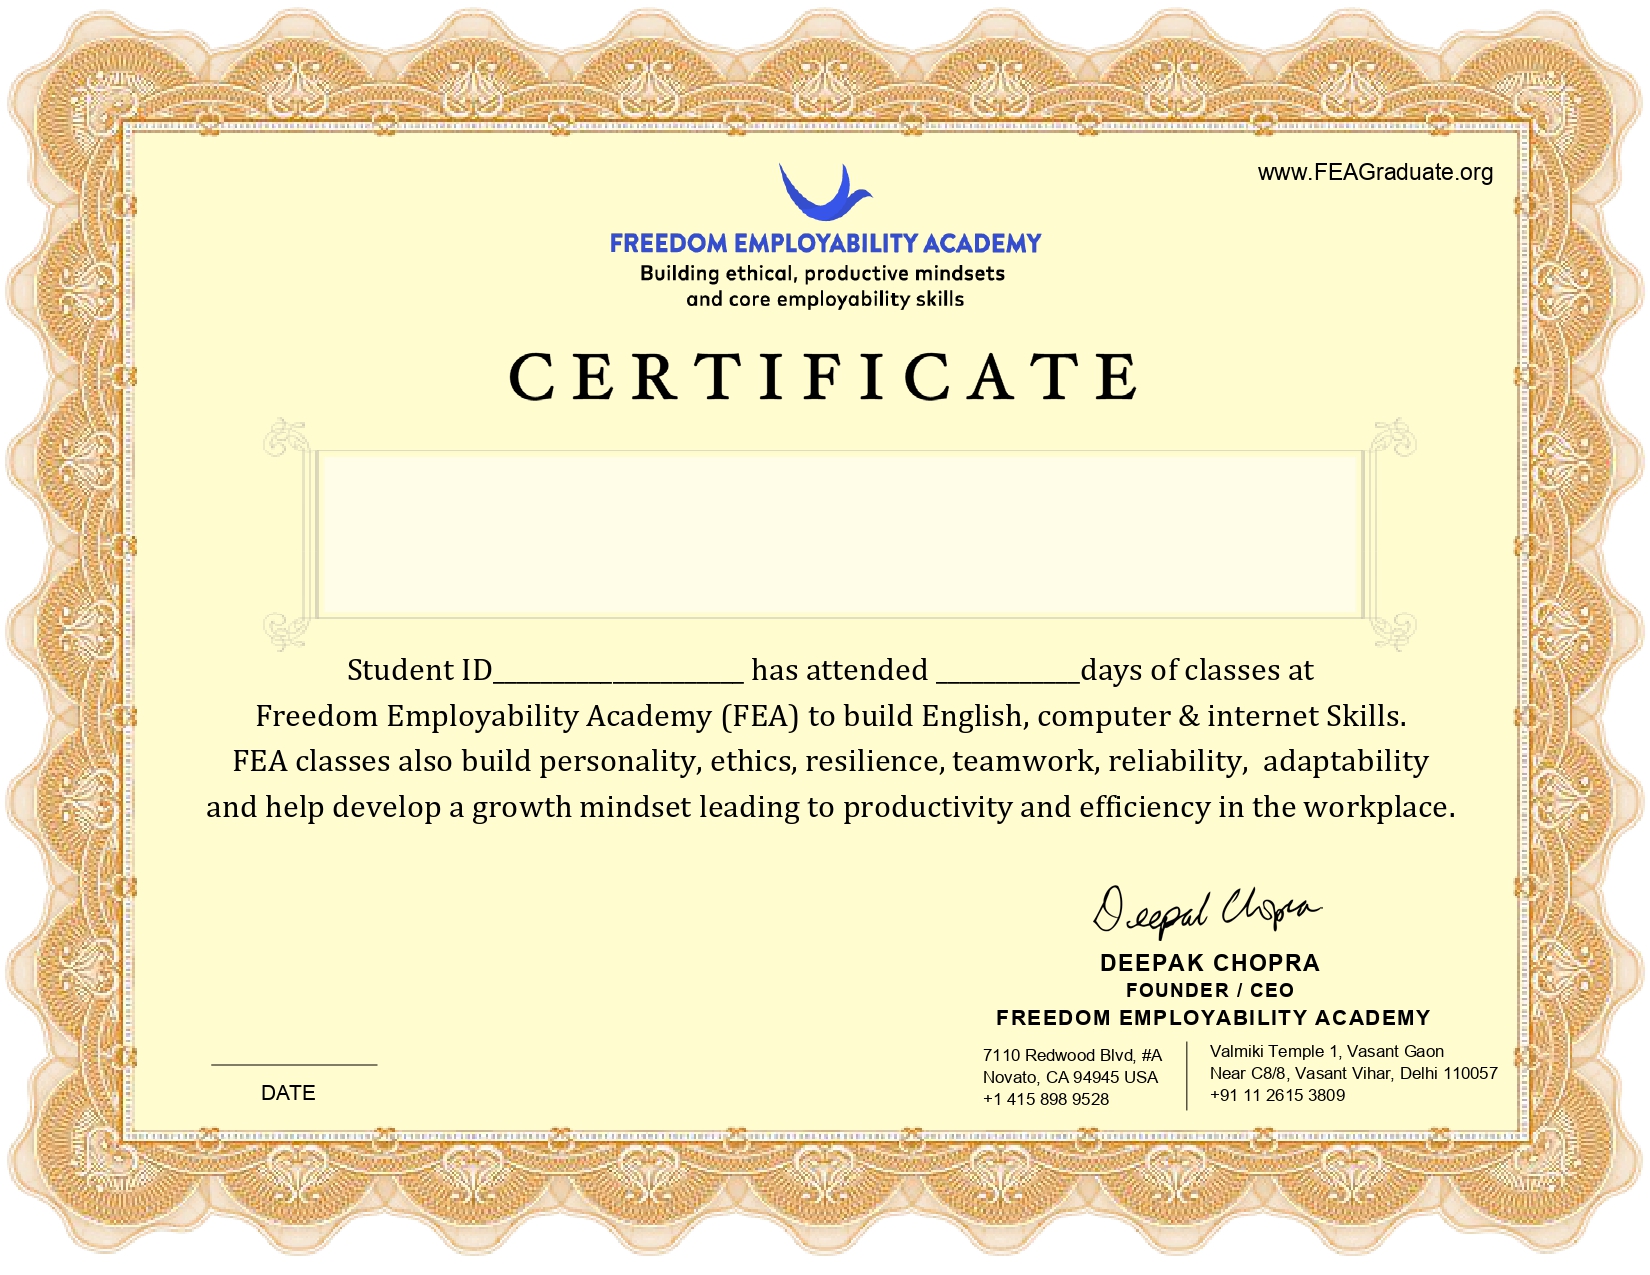 www.FEAGraduate.org
FREEDOM EMPLOYABILITY ACADEMY
Building ethical, productive mindsets
and core employability skills
CERTIFICATE
Student ID_____________________ has attended ____________days of classes at
Freedom Employability Academy (FEA) to build English, computer & internet Skills.
FEA classes also build personality, ethics, resilience, teamwork, reliability, adaptability
and help develop a growth mindset leading to productivity and efficiency in the workplace.
Deepak Chopra
DEEPAK CHOPRA
FOUNDER / CEO
FREEDOM EMPLOYABILITY ACADEMY
7110 Redwood Blvd, #A
Novato, CA 94945 USA
+1 415 898 9528
Valmiki Temple 1, Vasant Gaon
Near C8/8, Vasant Vihar, Delhi 110057
+91 11 2615 3809
DATE